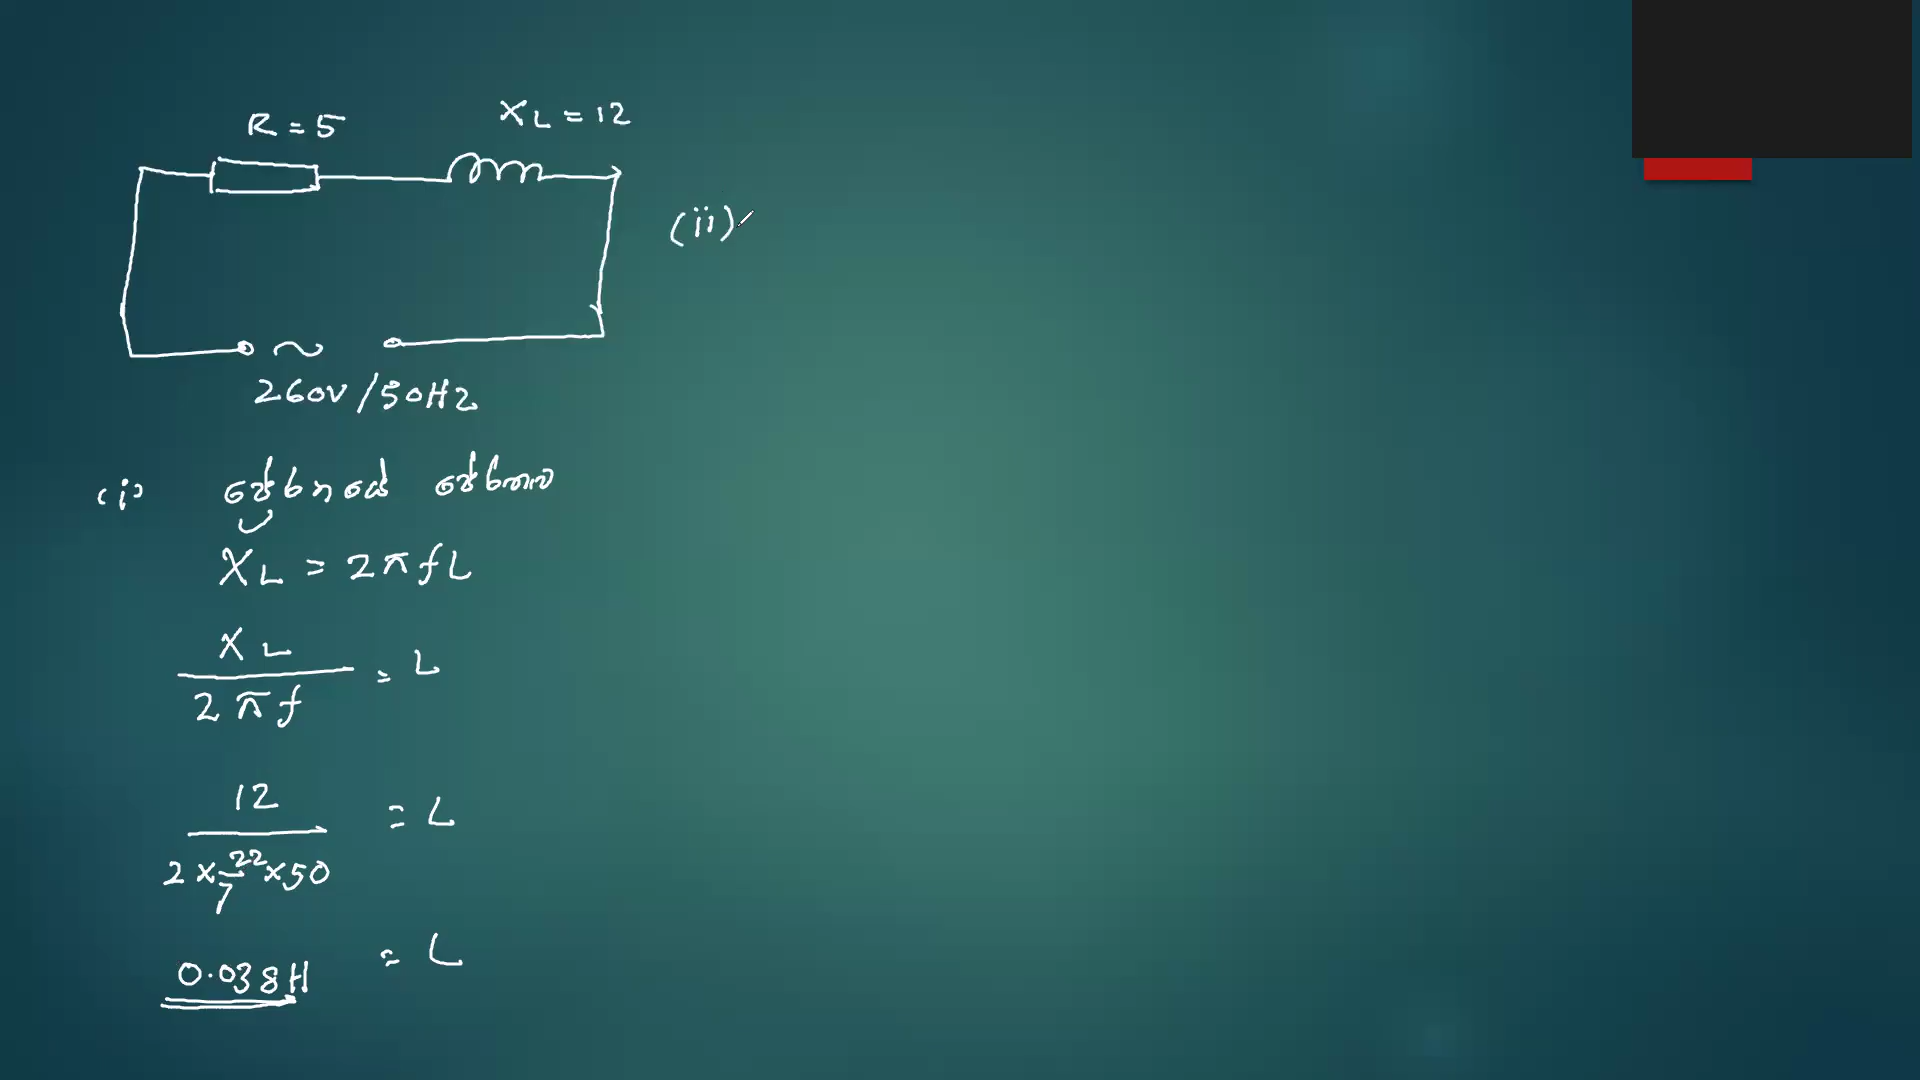 R = 5
XL = 12
(ii)
260V / 50Hz
(i)
XL = 2πfL
XL / 2πf = L
12 / 2 × 22/7 × 50 = L
0.038H = L